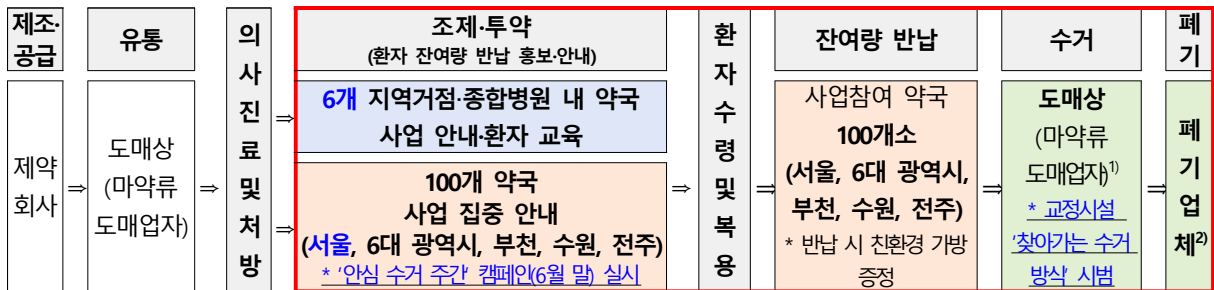 제조·
공급
유통
의
사
진
료
및
처
방
조제·투약
(환자 잔여량 반납 홍보·안내)
환
자
수
령
및
복
용
잔여량 반납
수거
폐
기
제약
회사
⇒
도매상
(마약류
도매업자)
⇒
⇒
6개 지역거점·종합병원 내 약국
사업 안내·환자 교육
⇒
100개 약국
사업 집중 안내
(서울, 6대 광역시, 부천, 수원, 전주)
* '안심 수거 주간' 캠페인(6월 말) 실시
⇒
⇒
사업참여 약국
100개소
(서울, 6대 광역시,
부천, 수원, 전주)
* 반납 시 친환경 가방
증정
⇒
도매상
(마약류
도매업자)1)
* 교정시설
'찾아가는 수거
방식' 시범
⇒
폐
기
업
체2)